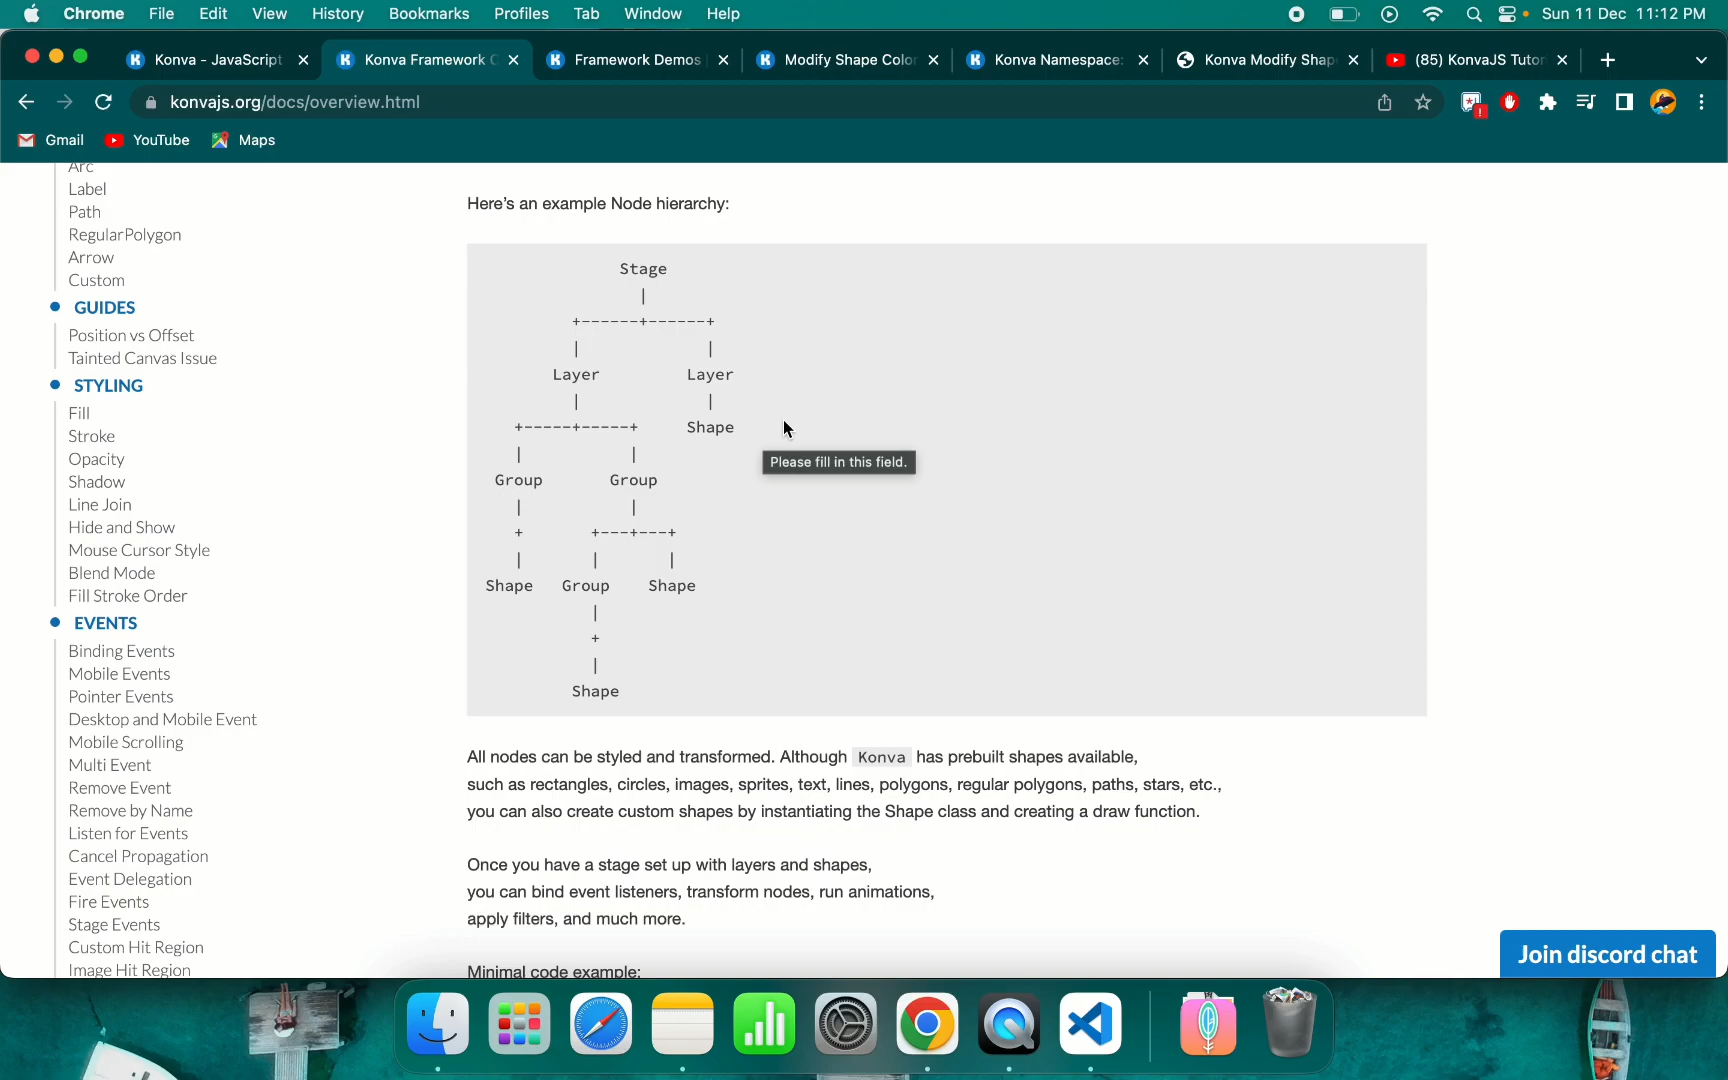 Chrome File Edit View History Bookmarks Profiles Tab Window Help Sun 11 Dec 11:12 PM
Konva - JavaScript Konva Framework Framework Demos Modify Shape Color Konva Namespace: Konva Modify Shap (85) KonvaJS Tutor
konvajs.org/docs/overview.html
Gmail YouTube Maps
Arc
Label
Path
RegularPolygon
Arrow
Custom
GUIDES
Position vs Offset
Tainted Canvas Issue
STYLING
Fill
Stroke
Opacity
Shadow
Line Join
Hide and Show
Mouse Cursor Style
Blend Mode
Fill Stroke Order
EVENTS
Binding Events
Mobile Events
Pointer Events
Desktop and Mobile Event
Mobile Scrolling
Multi Event
Remove Event
Remove by Name
Listen for Events
Cancel Propagation
Event Delegation
Fire Events
Stage Events
Custom Hit Region
Image Hit Region
Here's an example Node hierarchy:
Stage
|
+------+------+
| |
Layer Layer
| |
+-----+-----+ Shape
| |
Group Group
| |
+ +---+---+
| | |
Shape Group Shape
|
+
|
Shape
Please fill in this field.
All nodes can be styled and transformed. Although Konva has prebuilt shapes available,
such as rectangles, circles, images, sprites, text, lines, polygons, regular polygons, paths, stars, etc.,
you can also create custom shapes by instantiating the Shape class and creating a draw function.
Once you have a stage set up with layers and shapes,
you can bind event listeners, transform nodes, run animations,
apply filters, and much more.
Minimal code example:
Join discord chat